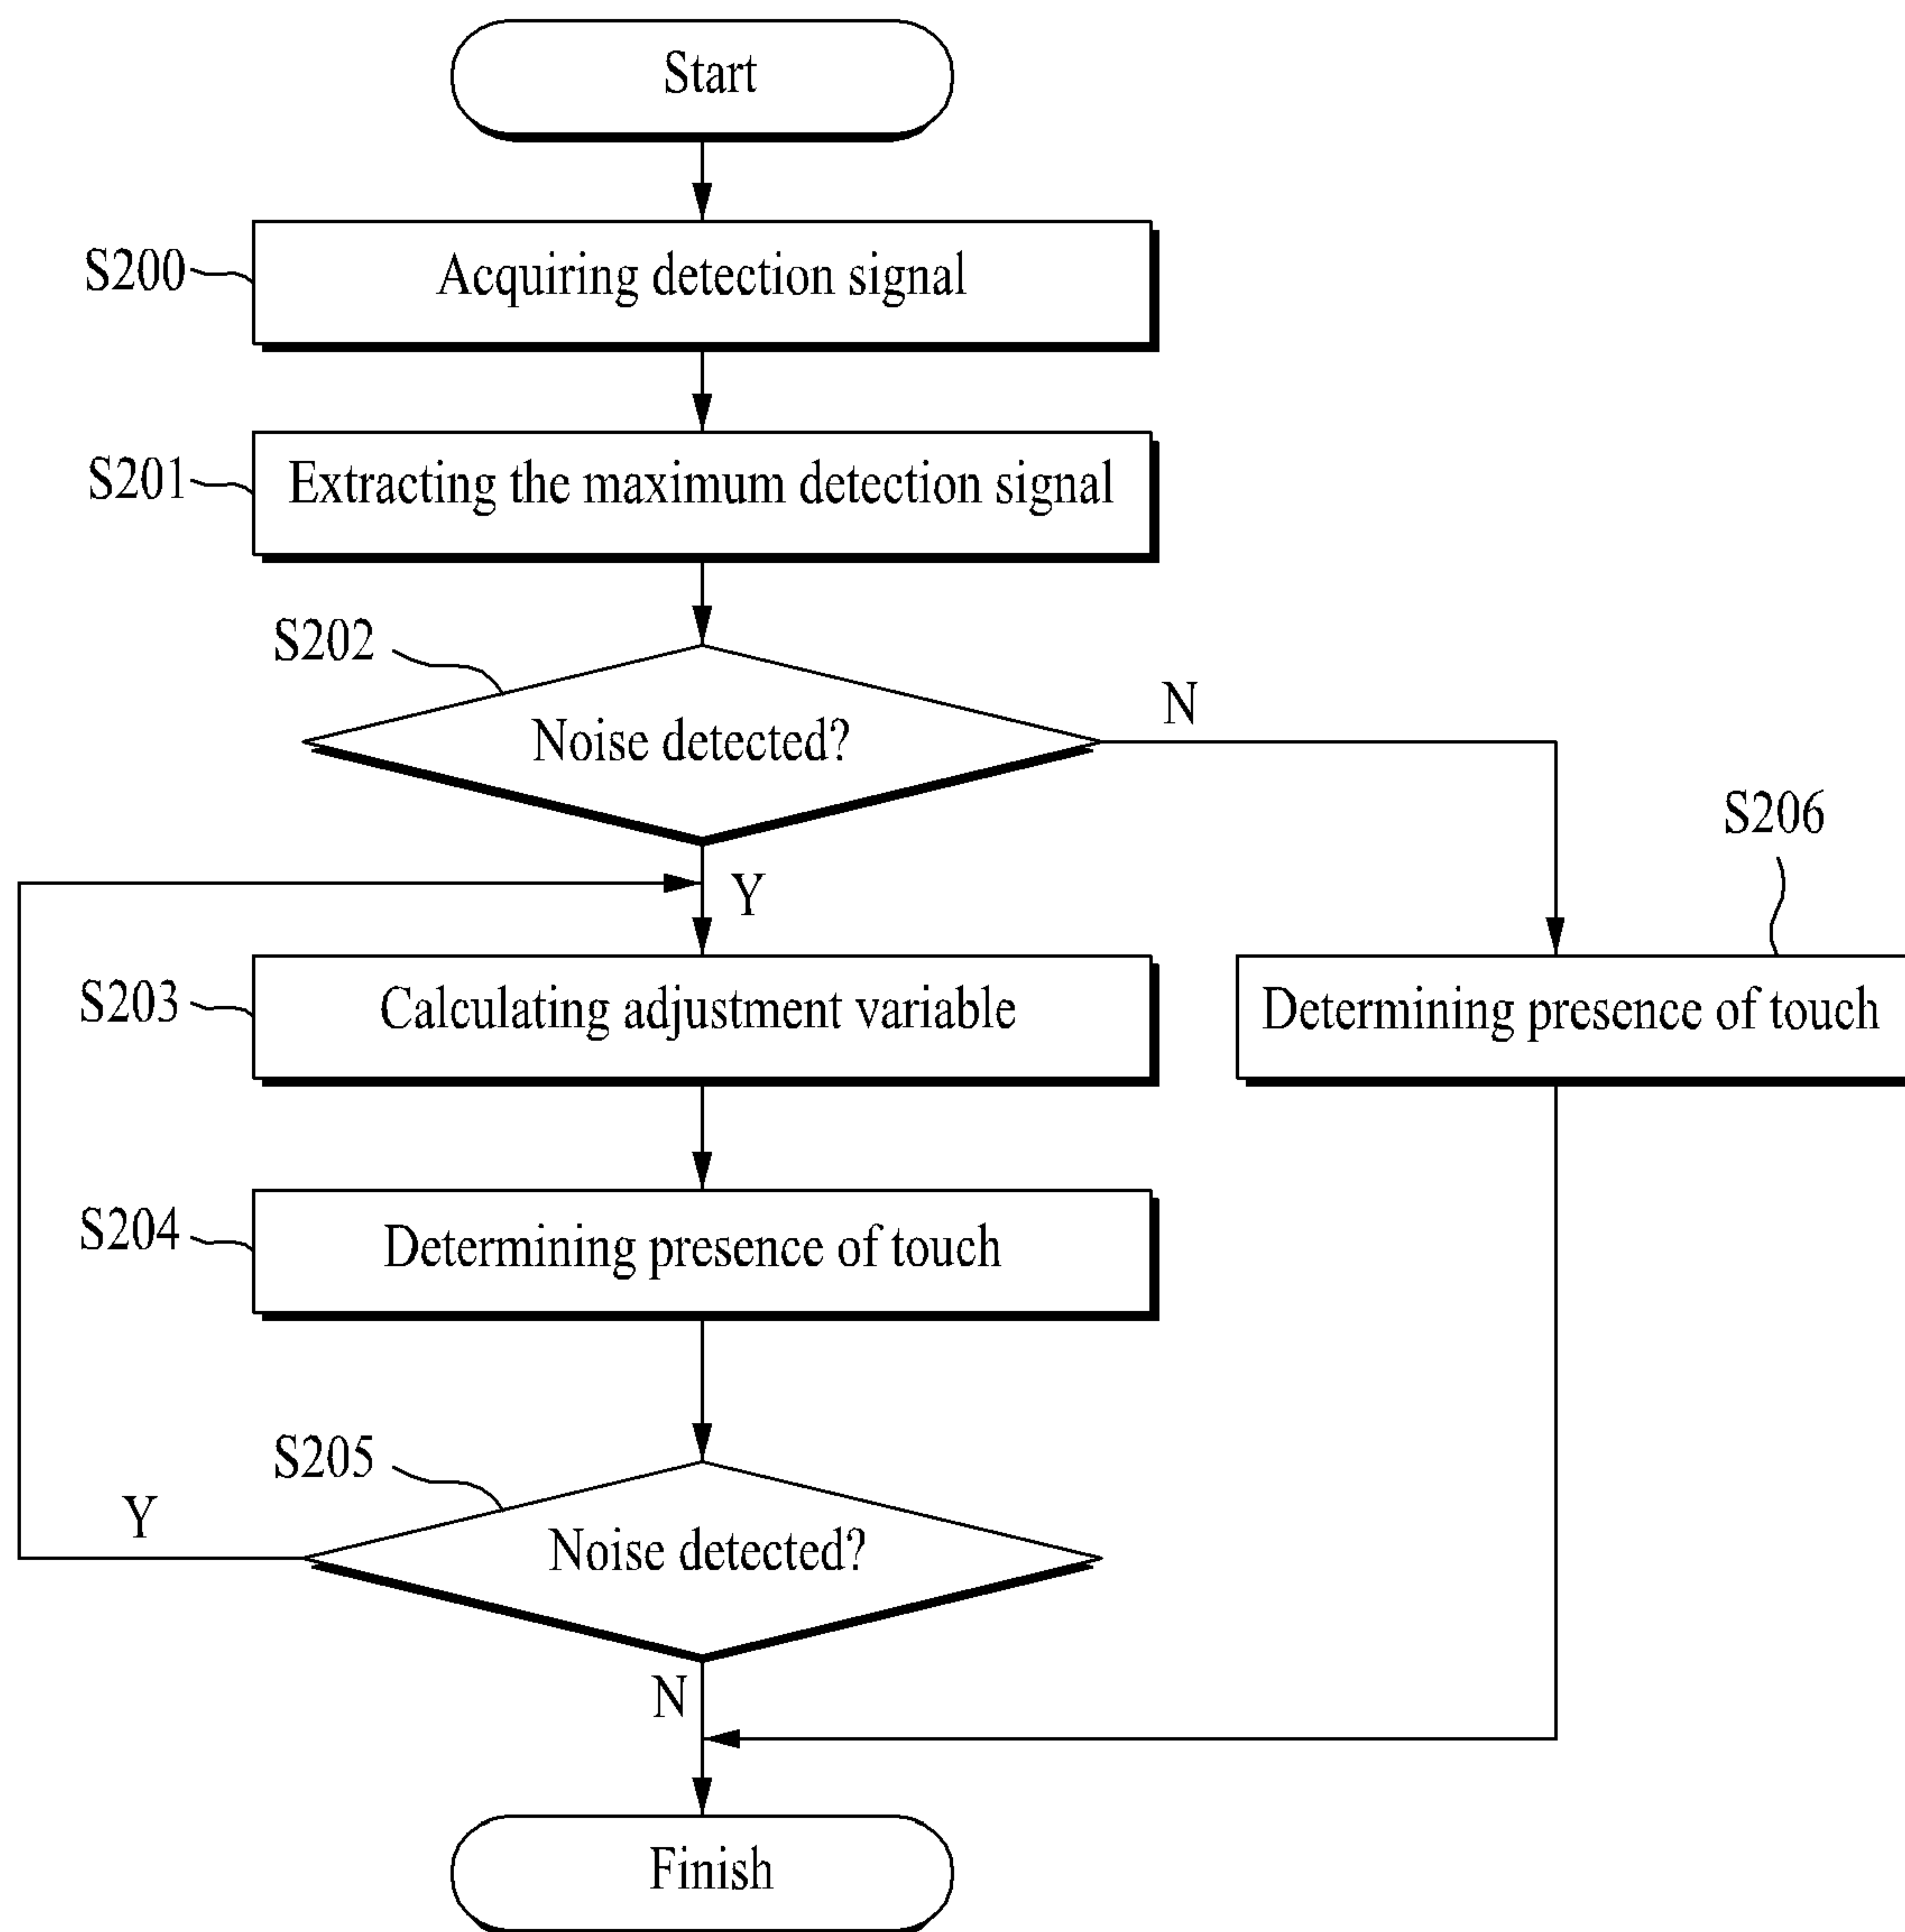 Start
S200
Acquiring detection signal
S201
Extracting the maximum detection signal
S202
Noise detected?
N
Y
S206
S203
Calculating adjustment variable
Determining presence of touch
S204
Determining presence of touch
S205
Y
Noise detected?
N
Finish